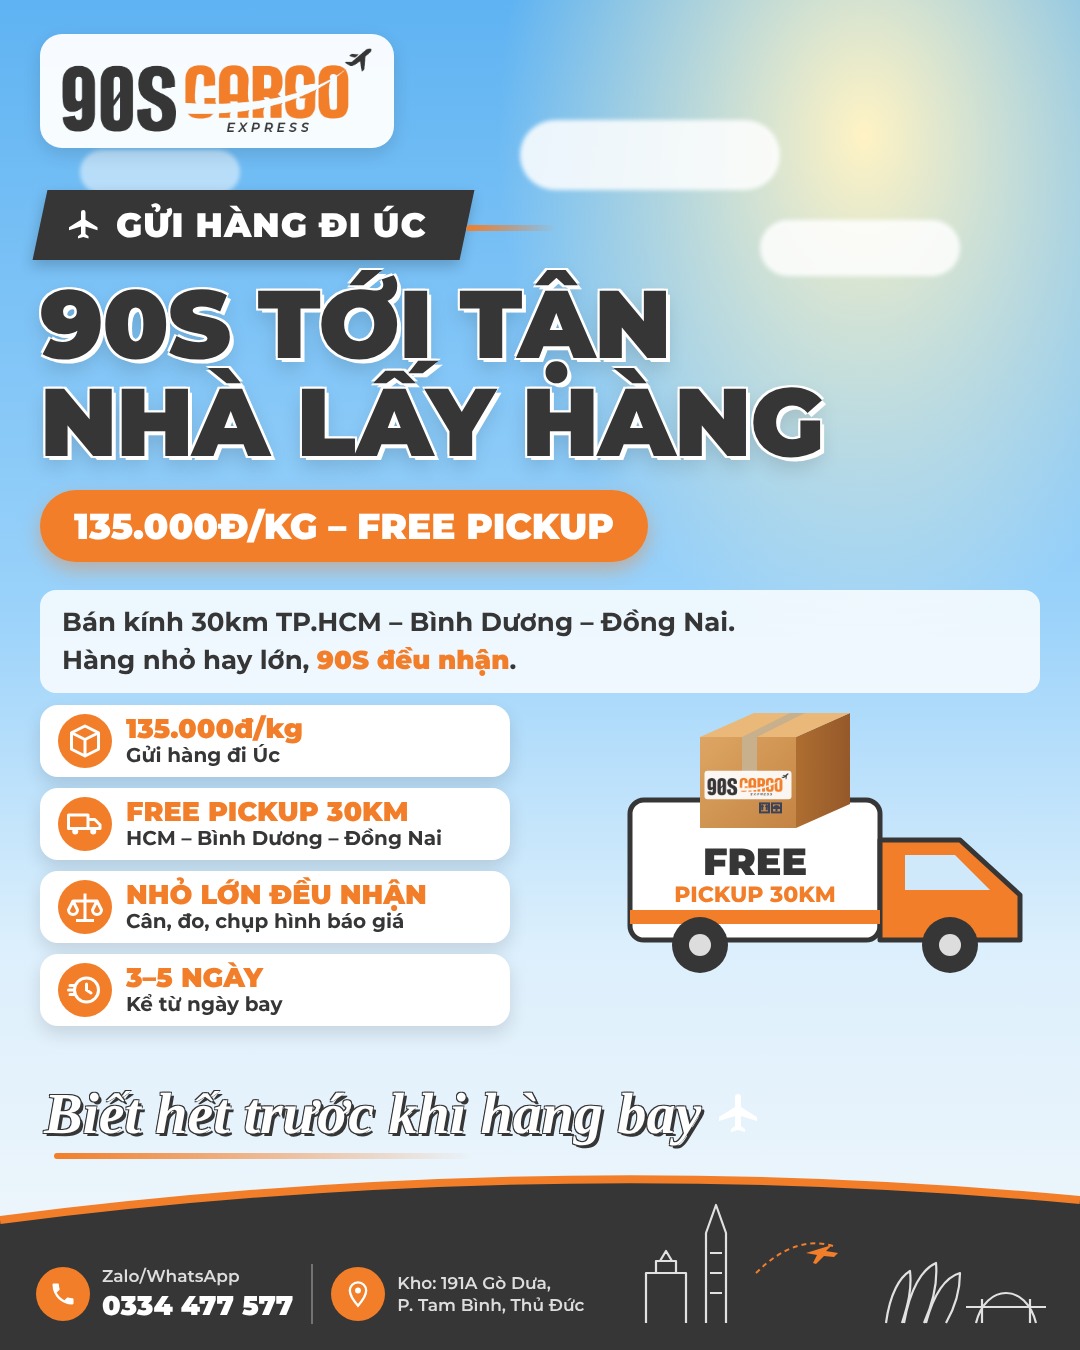 90S CARGO
EXPRESS
GỬI HÀNG ĐI ÚC
90S TỚI TẬN
NHÀ LẤY HÀNG
135.000Đ/KG – FREE PICKUP
Bán kính 30km TP.HCM – Bình Dương – Đồng Nai.
Hàng nhỏ hay lớn, 90S đều nhận.
135.000đ/kg
Gửi hàng đi Úc
FREE PICKUP 30KM
HCM – Bình Dương – Đồng Nai
NHỎ LỚN ĐỀU NHẬN
Cân, đo, chụp hình báo giá
3–5 NGÀY
Kể từ ngày bay
90S CARGO
EXPRESS
FREE
PICKUP 30KM
Biết hết trước khi hàng bay
Zalo/WhatsApp
0334 477 577
Kho: 191A Gò Dưa,
P. Tam Bình, Thủ Đức